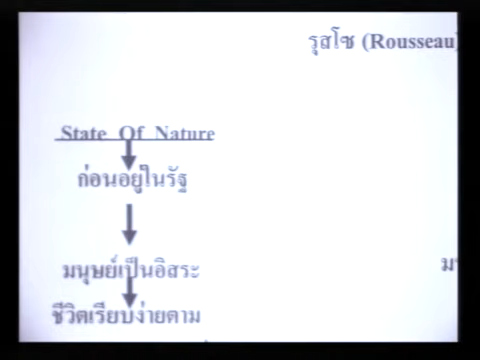 รุสโซ (Rousseau)
State Of Nature
ก่อนอยู่ในรัฐ
มนุษย์เป็นอิสระ
ชีวิตเรียบง่ายตาม